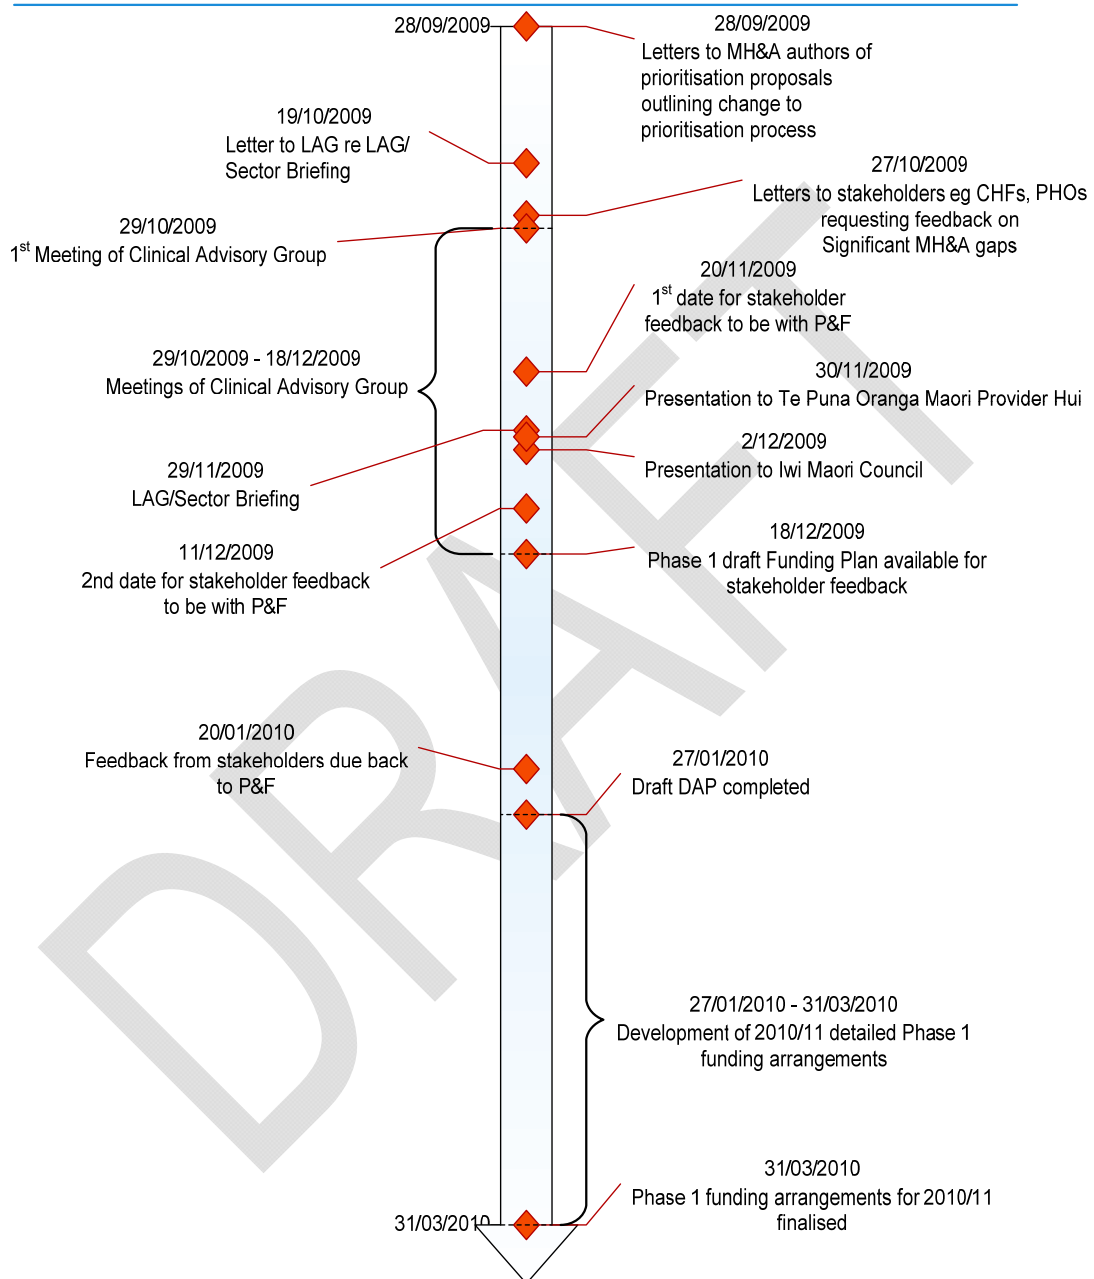 28/09/2009
28/09/2009
Letters to MH&A authors of
prioritisation proposals
outlining change to
prioritisation process
19/10/2009
Letter to LAG re LAG/
Sector Briefing
27/10/2009
Letters to stakeholders eg CHFs, PHOs
requesting feedback on
Significant MH&A gaps
29/10/2009
1st Meeting of Clinical Advisory Group
20/11/2009
1st date for stakeholder
feedback to be with P&F
29/10/2009 - 18/12/2009
Meetings of Clinical Advisory Group
30/11/2009
Presentation to Te Puna Oranga Maori Provider Hui
2/12/2009
Presentation to Iwi Maori Council
29/11/2009
LAG/Sector Briefing
18/12/2009
Phase 1 draft Funding Plan available for
stakeholder feedback
11/12/2009
2nd date for stakeholder feedback
to be with P&F
20/01/2010
Feedback from stakeholders due back
to P&F
27/01/2010
Draft DAP completed
27/01/2010 - 31/03/2010
Development of 2010/11 detailed Phase 1
funding arrangements
31/03/2010
Phase 1 funding arrangements for 2010/11
finalised
31/03/2010
DRAFT